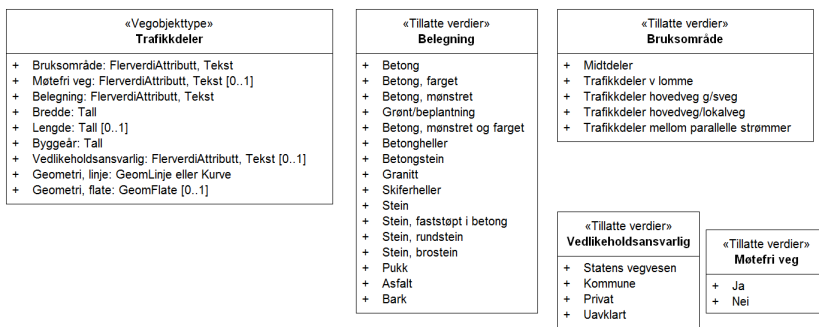 «Vegobjekttype»
Trafikkdeler
+ Bruksområde: FlerverdiAttributt, Tekst
+ Møtefri veg: FlerverdiAttributt, Tekst [0..1]
+ Belegning: FlerverdiAttributt, Tekst
+ Bredde: Tall
+ Lengde: Tall [0..1]
+ Byggeår: Tall
+ Vedlikeholdsansvarlig: FlerverdiAttributt, Tekst [0..1]
+ Geometri, linje: GeomLinje eller Kurve
+ Geometri, flate: GeomFlate [0..1]
«Tillatte verdier»
Belegning
+ Betong
+ Betong, farget
+ Betong, mønstret
+ Grønt/beplantning
+ Betong, mønstret og farget
+ Betongheller
+ Betongstein
+ Granitt
+ Skiferheller
+ Stein
+ Stein, faststøpt i betong
+ Stein, rundstein
+ Stein, brostein
+ Pukk
+ Asfalt
+ Bark
«Tillatte verdier»
Bruksområde
+ Midtdeler
+ Trafikkdeler v lomme
+ Trafikkdeler hovedveg g/sveg
+ Trafikkdeler hovedveg/lokalveg
+ Trafikkdeler mellom parallelle strømmer
«Tillatte verdier»
Vedlikeholdsansvarlig
+ Statens vegvesen
+ Kommune
+ Privat
+ Uavklart
«Tillatte verdier»
Møtefri veg
+ Ja
+ Nei